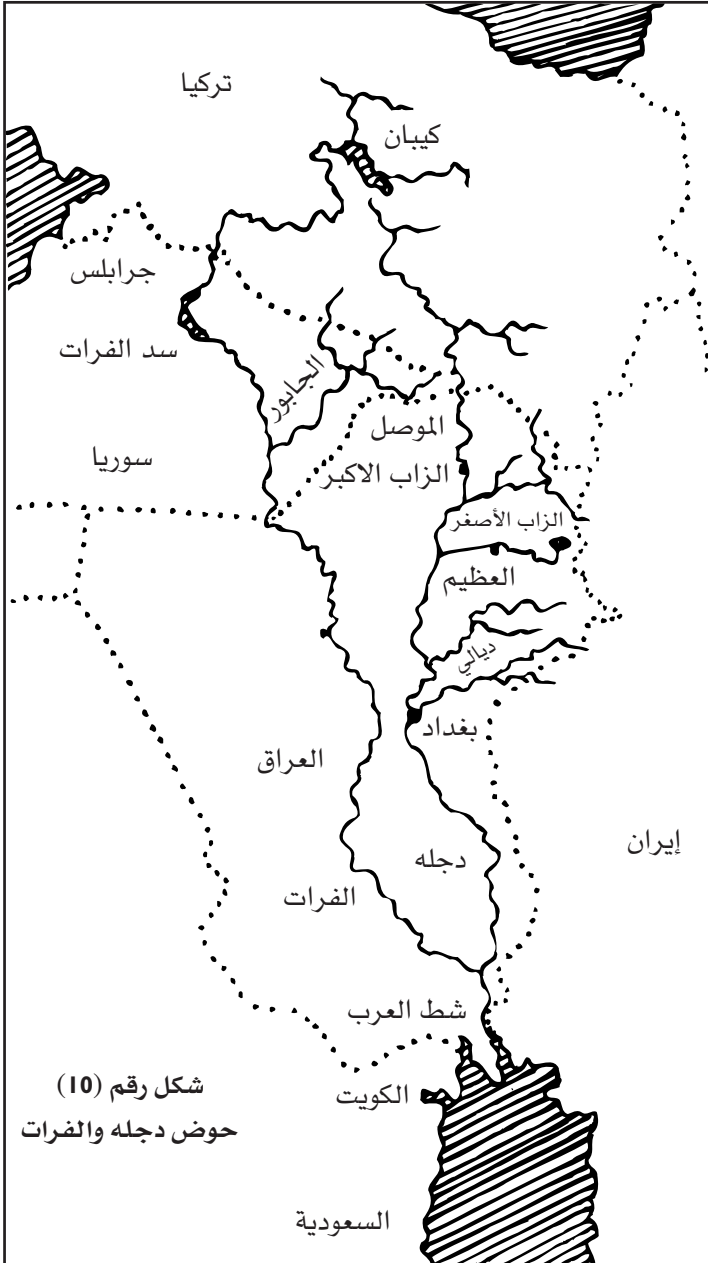 تركيا
كيبان
جرابلس
سد الفرات
الجابور
الموصل
سوريا
الزاب الاكبر
الزاب الأصغر
العظيم
ديالي
بغداد
العراق
إيران
دجله
الفرات
شط العرب
شكل رقم (10)
الكويت
حوض دجله والفرات
السعودية